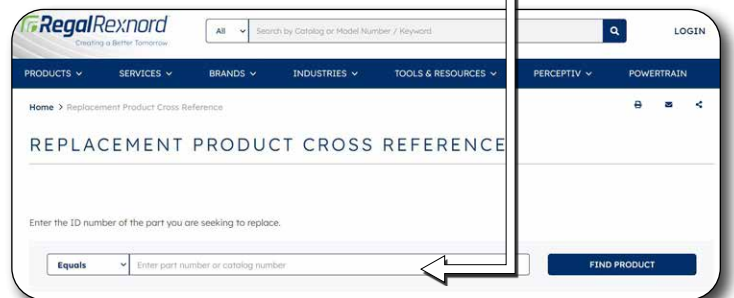 RegalRexnord
Creating a Better Tomorrow
All Search by Catalog or Model Number / Keyword LOGIN
PRODUCTS SERVICES BRANDS INDUSTRIES TOOLS & RESOURCES PERCEPTIV POWERTRAIN
Home > Replacement Product Cross Reference
REPLACEMENT PRODUCT CROSS REFERENCE
Enter the ID number of the part you are seeking to replace.
Equals Enter part number or catalog number FIND PRODUCT